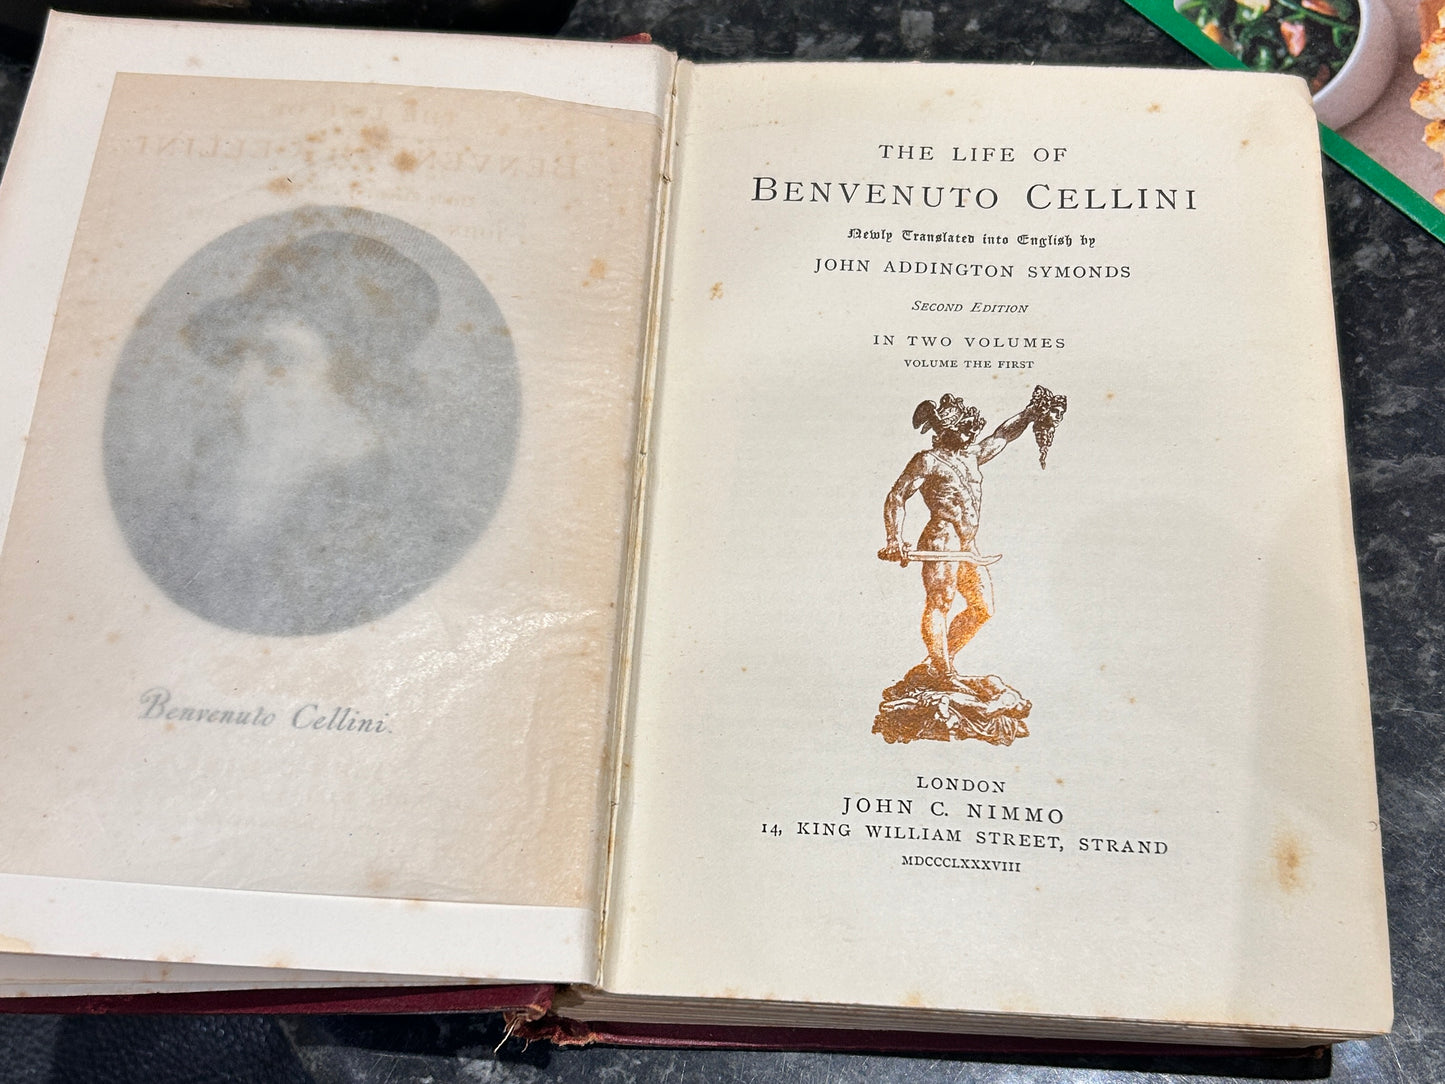 Benvenuto Cellini.
THE LIFE OF
BENVENUTO CELLINI
Newly Translated into English by
JOHN ADDINGTON SYMONDS
SECOND EDITION
IN TWO VOLUMES
VOLUME THE FIRST
LONDON
JOHN C. NIMMO
14, KING WILLIAM STREET, STRAND
MDCCCLXXXVIII